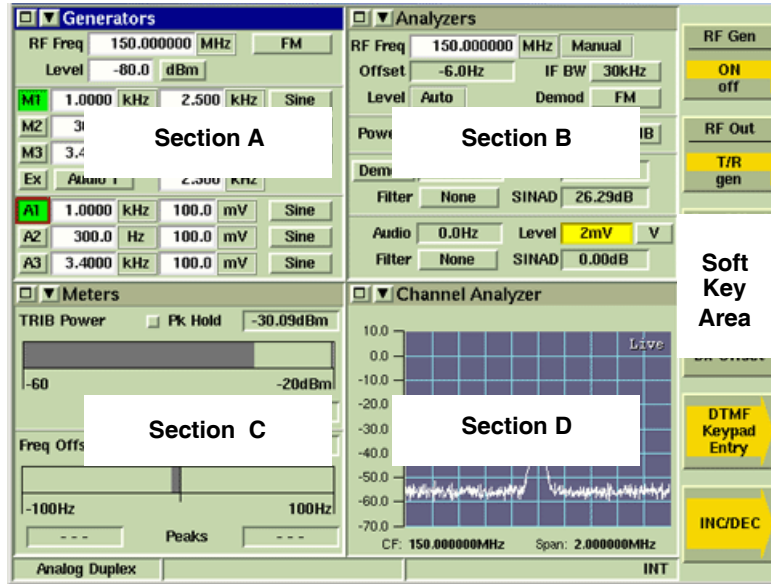 Generators
RF Freq 150.000000 MHz FM
Level -80.0 dBm
M1 1.0000 kHz 2.500 kHz Sine
M2
M3
Ex
Section A
A1 1.0000 kHz 100.0 mV Sine
A2 300.0 Hz 100.0 mV Sine
A3 3.4000 kHz 100.0 mV Sine
Analyzers
RF Freq 150.000000 MHz Manual
Offset -6.0Hz IF BW 30kHz
Level Auto Demod FM
Section B
Filter None SINAD 26.29dB
Audio 0.0Hz Level 2mV V
Filter None SINAD 0.00dB
Meters
TRIB Power Pk Hold -30.09dBm
-60 -20dBm
Section C
Freq Offs
-100Hz 100Hz
- - - Peaks - - -
Channel Analyzer
Live
10.0
0.0
-10.0
-20.0
-30.0
-40.0
-50.0
-60.0
-70.0
Section D
CF: 150.000000MHz Span: 2.000000MHz
RF Gen
ON
off
RF Out
T/R
gen
Soft
Key
Area
DTMF
Keypad
Entry
INC/DEC
Analog Duplex INT